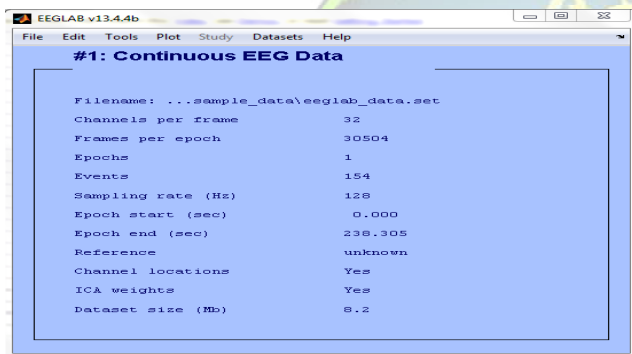 EEGLAB v13.4.4b
File Edit Tools Plot Study Datasets Help
#1: Continuous EEG Data
Filename: ...sample_data\eeglab_data.set
Channels per frame 32
Frames per epoch 30504
Epochs 1
Events 154
Sampling rate (Hz) 128
Epoch start (sec) 0.000
Epoch end (sec) 238.305
Reference unknown
Channel locations Yes
ICA weights Yes
Dataset size (Mb) 8.2